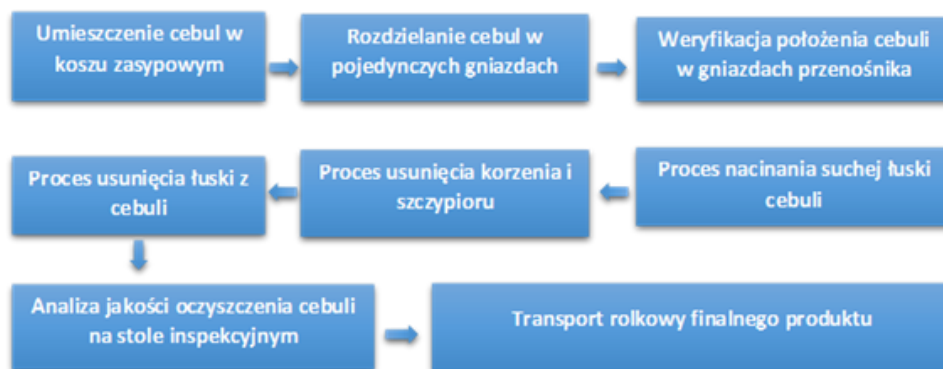 Umieszczenie cebul w
koszu zasypowym
Rozdzielanie cebul w
pojedynczych gniazdach
Weryfikacja położenia cebuli
w gniazdach przenośnika
Proces nacinania suchej łuski
cebuli
Proces usunięcia korzenia i
szczypioru
Proces usunięcia łuski z
cebuli
Analiza jakości oczyszczenia cebuli
na stole inspekcyjnym
Transport rolkowy finalnego produktu